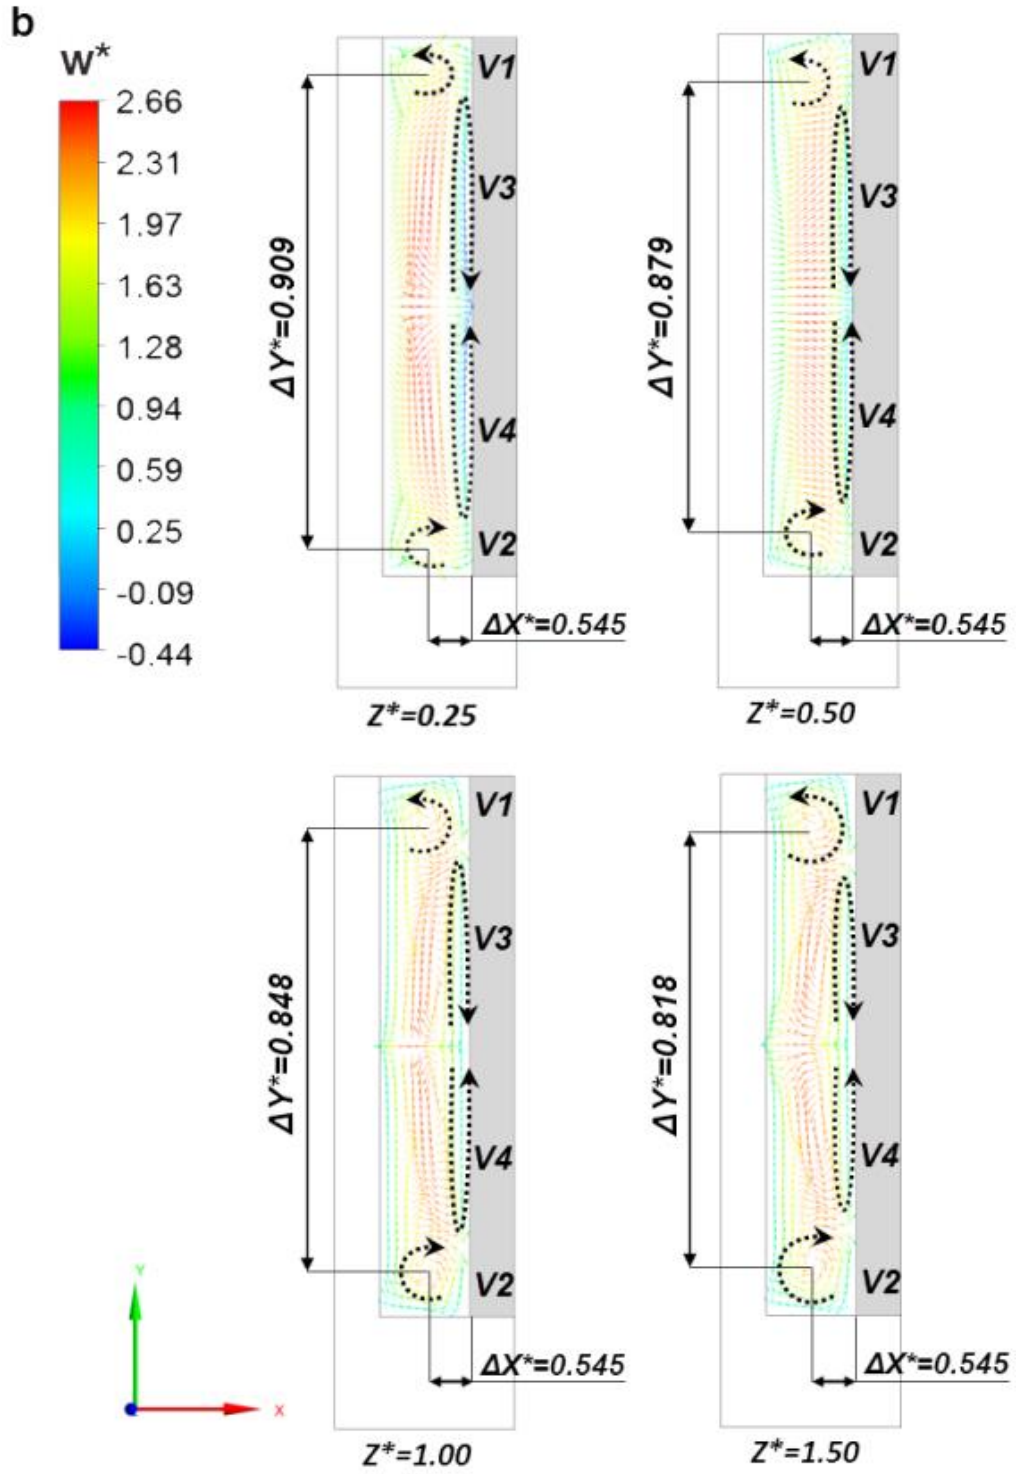 b
W*
2.66
2.31
1.97
1.63
1.28
0.94
0.59
0.25
-0.09
-0.44
V1
V3
V4
V2
ΔY*=0.909
ΔX*=0.545
Z*=0.25
V1
V3
V4
V2
ΔY*=0.879
ΔX*=0.545
Z*=0.50
V1
V3
V4
V2
ΔY*=0.848
ΔX*=0.545
Z*=1.00
V1
V3
V4
V2
ΔY*=0.818
ΔX*=0.545
Z*=1.50
Y
X